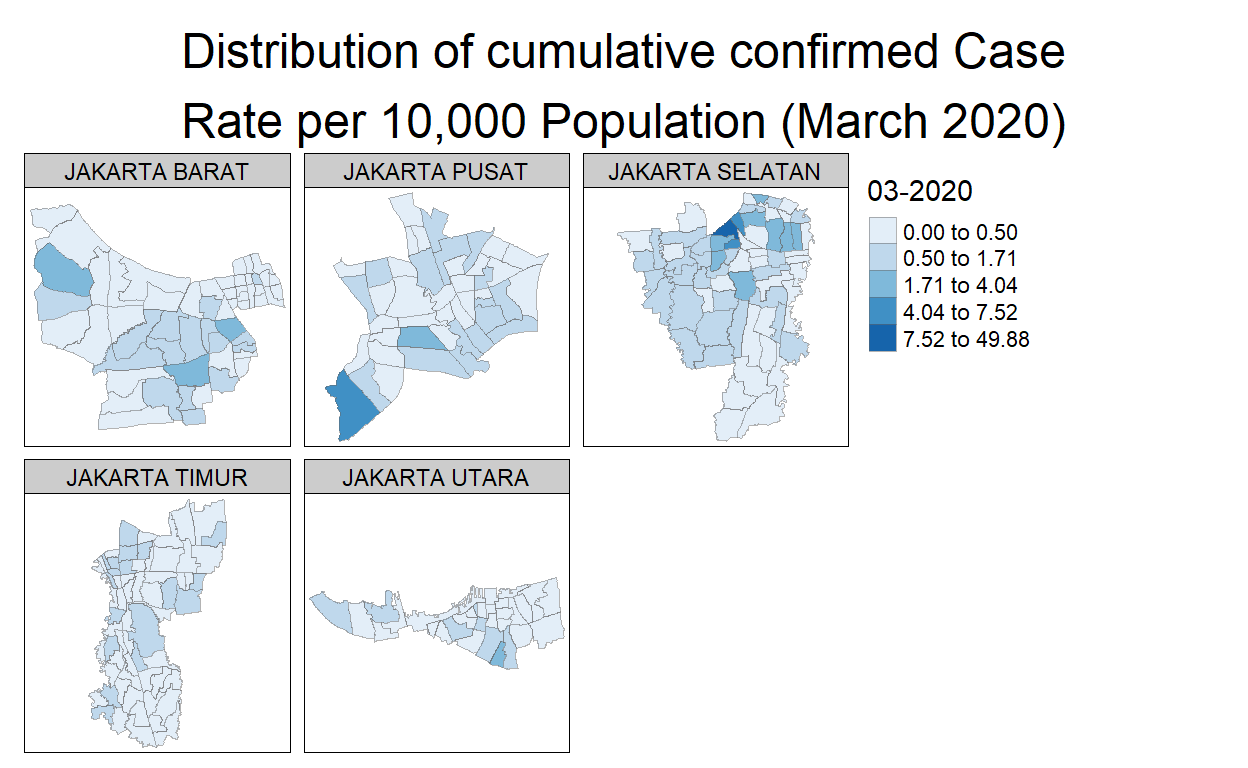 Distribution of cumulative confirmed Case
Rate per 10,000 Population (March 2020)
JAKARTA BARAT
JAKARTA PUSAT
JAKARTA SELATAN
03-2020
0.00 to 0.50
0.50 to 1.71
1.71 to 4.04
4.04 to 7.52
7.52 to 49.88
JAKARTA TIMUR
JAKARTA UTARA